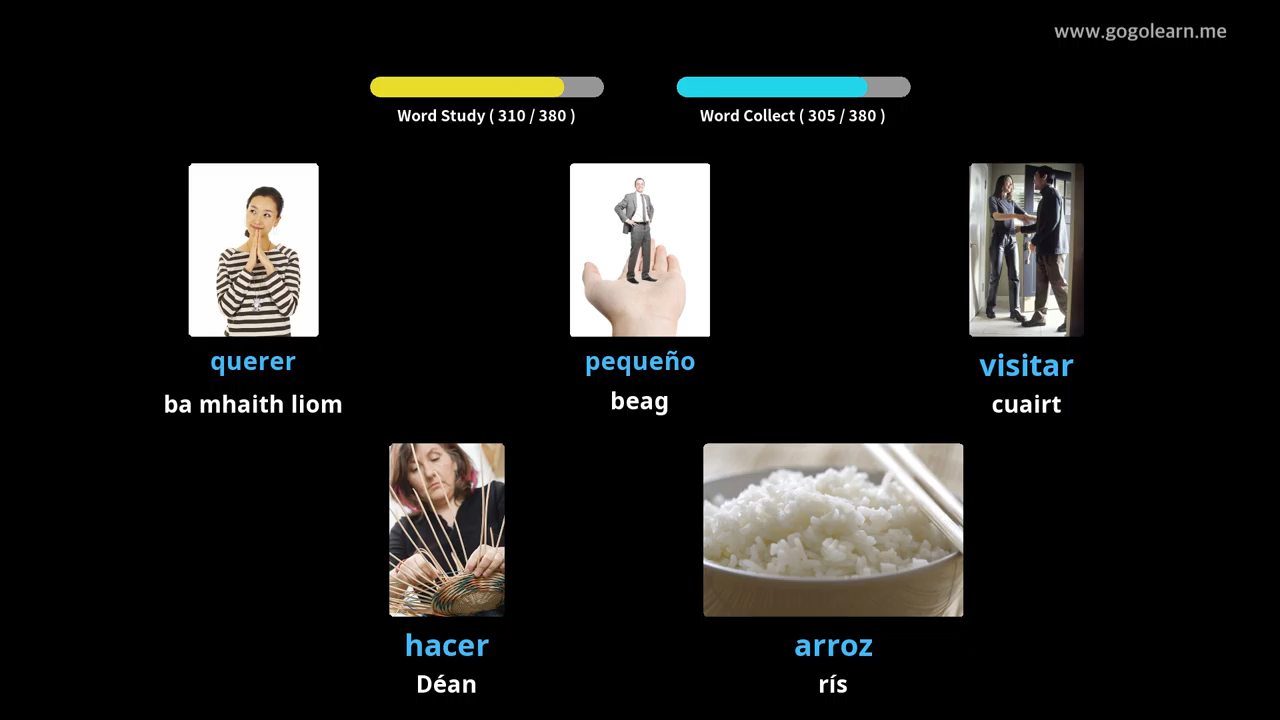 www.gogolearn.me
Word Study ( 310 / 380 )
Word Collect ( 305 / 380 )
querer
ba mhaith liom
pequeño
beag
visitar
cuairt
hacer
Déan
arroz
rís